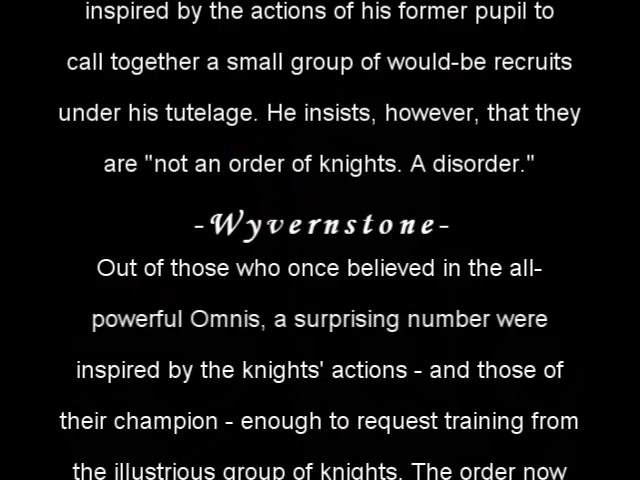 inspired by the actions of his former pupil to
call together a small group of would-be recruits
under his tutelage. He insists, however, that they
are "not an order of knights. A disorder."
-Wyvernstone-
Out of those who once believed in the all-
powerful Omnis, a surprising number were
inspired by the knights' actions - and those of
their champion - enough to request training from
the illustrious group of knights. The order now